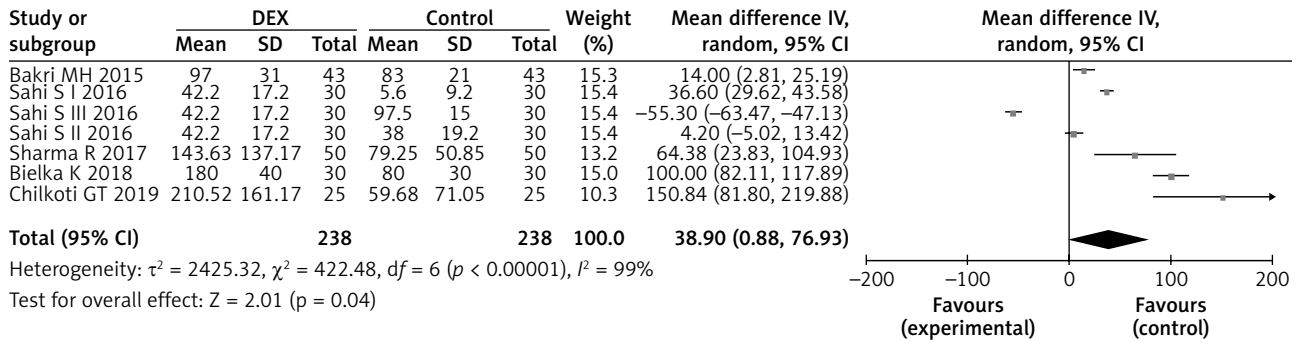 Study or DEX Control Weight Mean difference IV, Mean difference IV,
subgroup Mean SD Total Mean SD Total (%) random, 95% CI random, 95% CI
Bakri MH 2015 97 31 43 83 21 43 15.3 14.00 (2.81, 25.19)
Sahi S I 2016 42.2 17.2 30 5.6 9.2 30 15.4 36.60 (29.62, 43.58)
Sahi S III 2016 42.2 17.2 30 97.5 15 30 15.4 −55.30 (−63.47, −47.13)
Sahi S II 2016 42.2 17.2 30 38 19.2 30 15.4 4.20 (−5.02, 13.42)
Sharma R 2017 143.63 137.17 50 79.25 50.85 50 13.2 64.38 (23.83, 104.93)
Bielka K 2018 180 40 30 80 30 30 15.0 100.00 (82.11, 117.89)
Chilkoti GT 2019 210.52 161.17 25 59.68 71.05 25 10.3 150.84 (81.80, 219.88)
Total (95% CI) 238 238 100.0 38.90 (0.88, 76.93)
Heterogeneity: τ² = 2425.32, χ² = 422.48, df = 6 (p < 0.00001), I² = 99%
Test for overall effect: Z = 2.01 (p = 0.04)
−200 −100 0 100 200
Favours Favours
(experimental) (control)